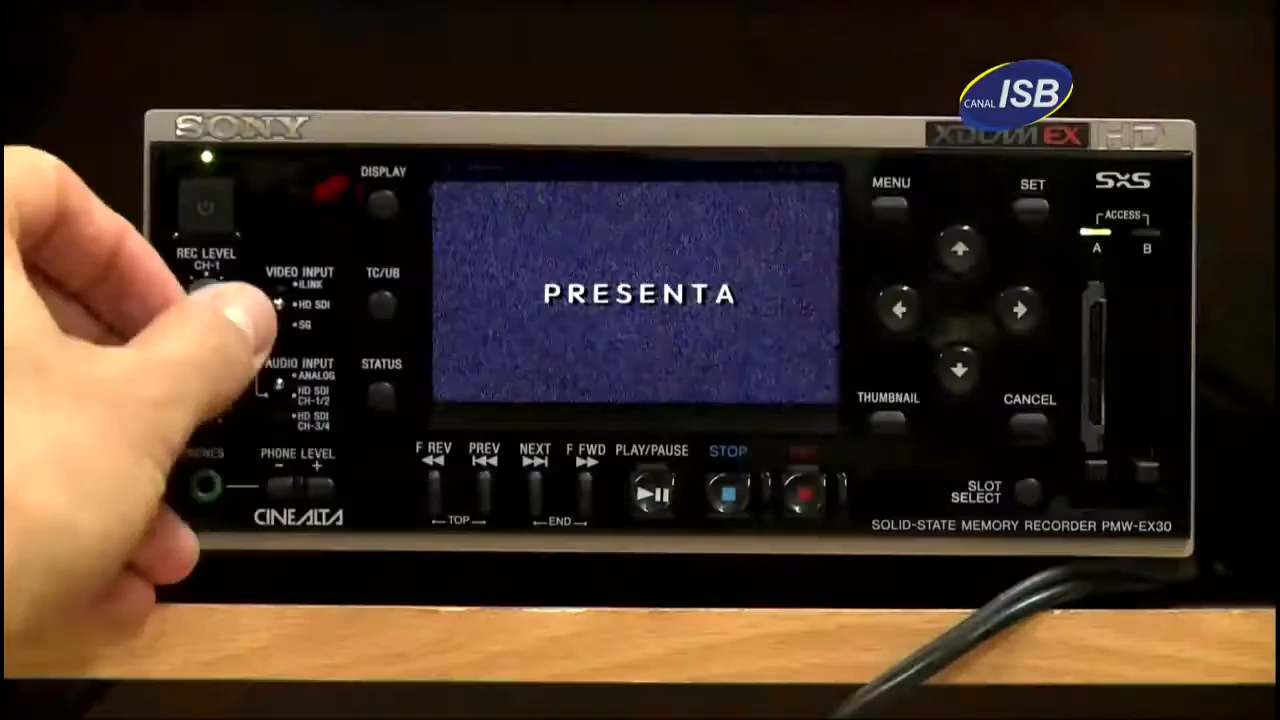 CANAL ISB
SONY
XDCAM EX HD
DISPLAY
MENU
SET
SxS
ACCESS
A B
REC LEVEL
CH-1
VIDEO INPUT
iLINK
HD SDI
SG
TC/UB
PRESENTA
AUDIO INPUT
ANALOG
HD SDI
CH-1/2
HD SDI
CH-3/4
STATUS
THUMBNAIL
CANCEL
PHONE LEVEL
- +
F REV PREV NEXT F FWD PLAY/PAUSE STOP
TOP
END
SLOT
SELECT
CINEALTA
SOLID-STATE MEMORY RECORDER PMW-EX30